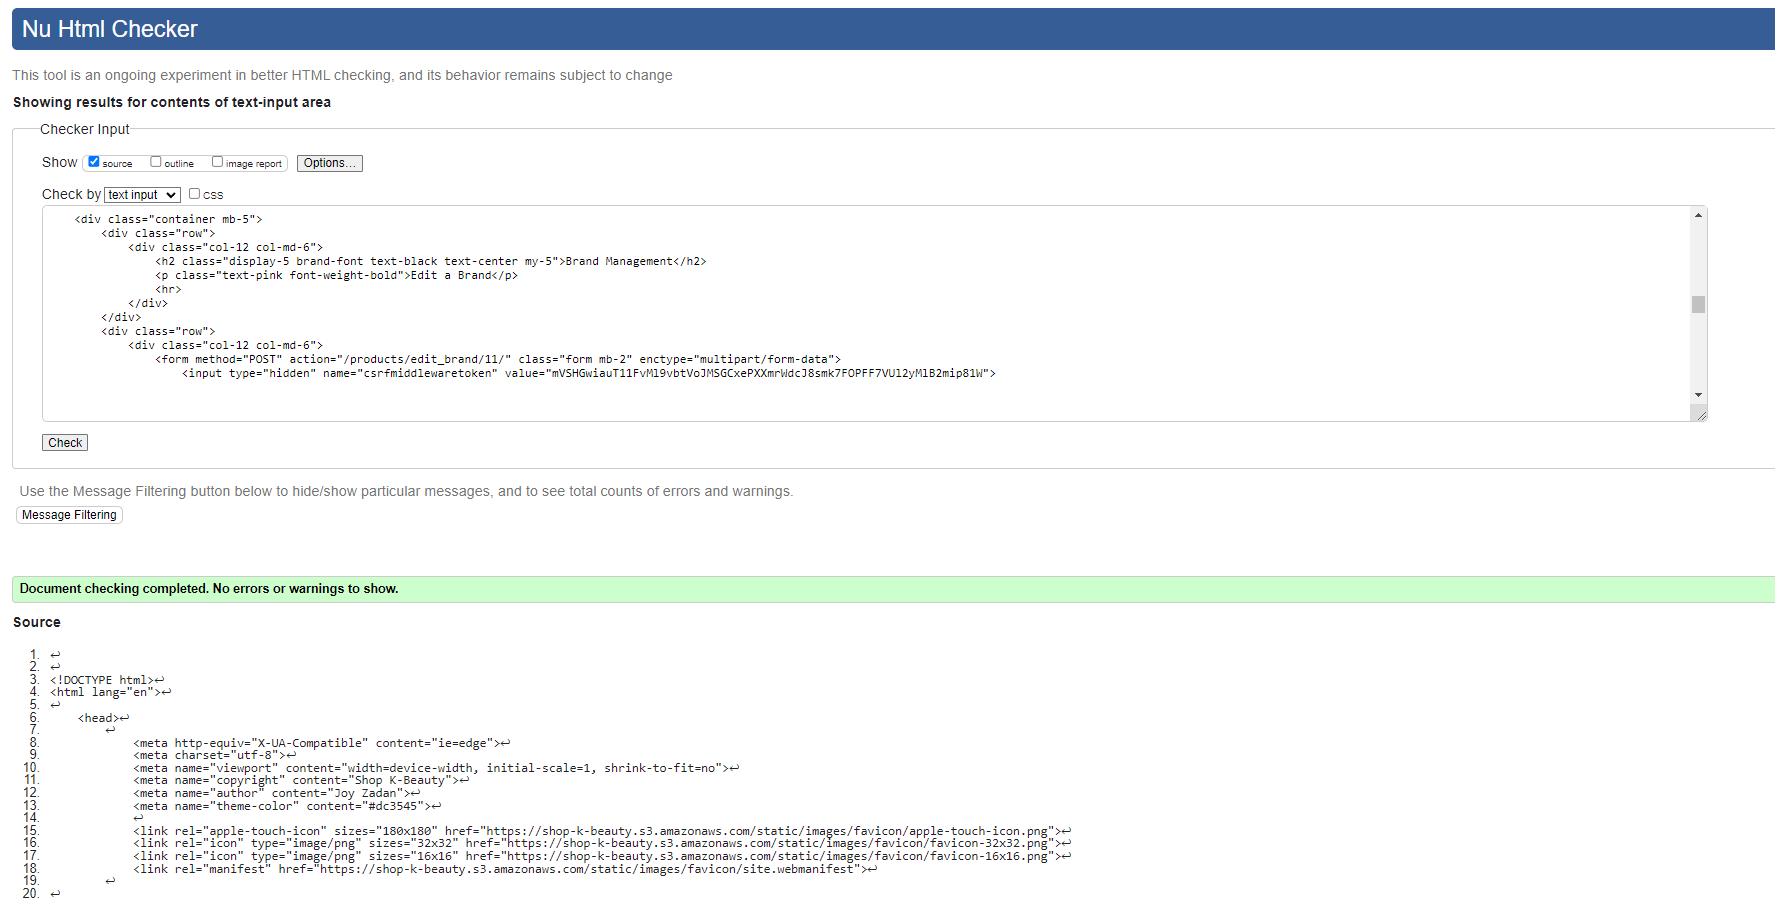 Nu Html Checker
This tool is an ongoing experiment in better HTML checking, and its behavior remains subject to change
Showing results for contents of text-input area
Checker Input
Show source outline image report Options...
Check by text input css
<div class="container mb-5">
<div class="row">
<div class="col-12 col-md-6">
<h2 class="display-5 brand-font text-black text-center my-5">Brand Management</h2>
<p class="text-pink font-weight-bold">Edit a Brand</p>
<hr>
</div>
</div>
<div class="row">
<div class="col-12 col-md-6">
<form method="POST" action="/products/edit_brand/11/" class="form mb-2" enctype="multipart/form-data">
<input type="hidden" name="csrfmiddlewaretoken" value="mVSHGwiauT11FvMl9vbtVoJMSGCxePXXmrWdcJ8smk7FOPFF7VUl2yMlB2mip81W">
Check
Use the Message Filtering button below to hide/show particular messages, and to see total counts of errors and warnings.
Message Filtering
Document checking completed. No errors or warnings to show.
Source
1. ↩
2. ↩
3. <!DOCTYPE html>↩
4. <html lang="en">↩
5. ↩
6. <head>↩
7. ↩
8. <meta http-equiv="X-UA-Compatible" content="ie=edge">↩
9. <meta charset="utf-8">↩
10. <meta name="viewport" content="width=device-width, initial-scale=1, shrink-to-fit=no">↩
11. <meta name="copyright" content="Shop K-Beauty">↩
12. <meta name="author" content="Joy Zadan">↩
13. <meta name="theme-color" content="#dc3545">↩
14. ↩
15. <link rel="apple-touch-icon" sizes="180x180" href="https://shop-k-beauty.s3.amazonaws.com/static/images/favicon/apple-touch-icon.png">↩
16. <link rel="icon" type="image/png" sizes="32x32" href="https://shop-k-beauty.s3.amazonaws.com/static/images/favicon/favicon-32x32.png">↩
17. <link rel="icon" type="image/png" sizes="16x16" href="https://shop-k-beauty.s3.amazonaws.com/static/images/favicon/favicon-16x16.png">↩
18. <link rel="manifest" href="https://shop-k-beauty.s3.amazonaws.com/static/images/favicon/site.webmanifest">↩
19. ↩
20. ↩